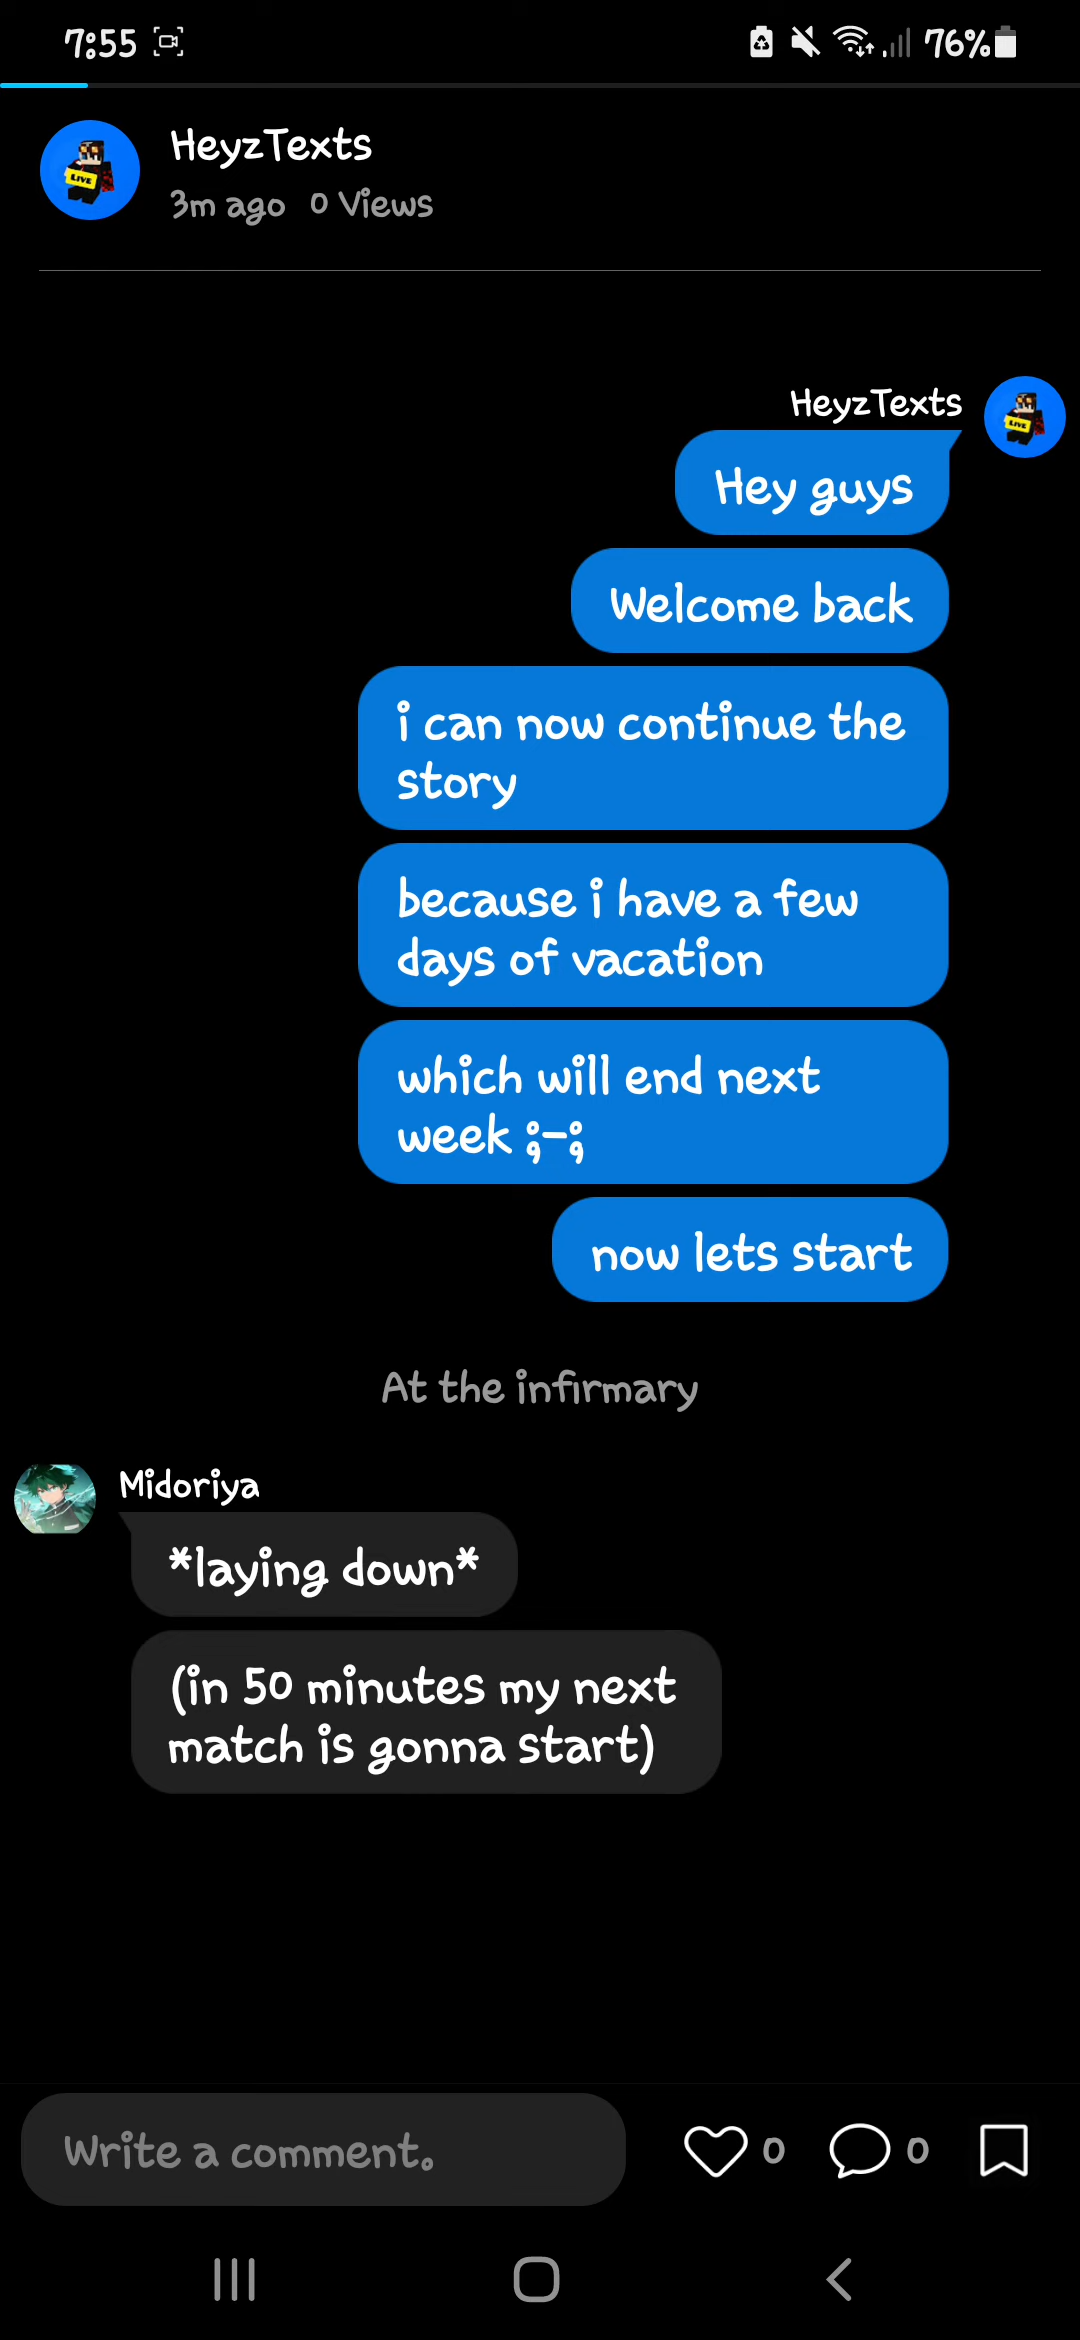 7:55 76%
HeyzTexts
3m ago 0 Views
HeyzTexts
Hey guys
Welcome back
i can now continue the
story
because i have a few
days of vacation
which will end next
week ;-;
now lets start
At the infirmary
Midoriya
*laying down*
(in 50 minutes my next
match is gonna start)
Write a comment.
0 0
LIVE
LIVE